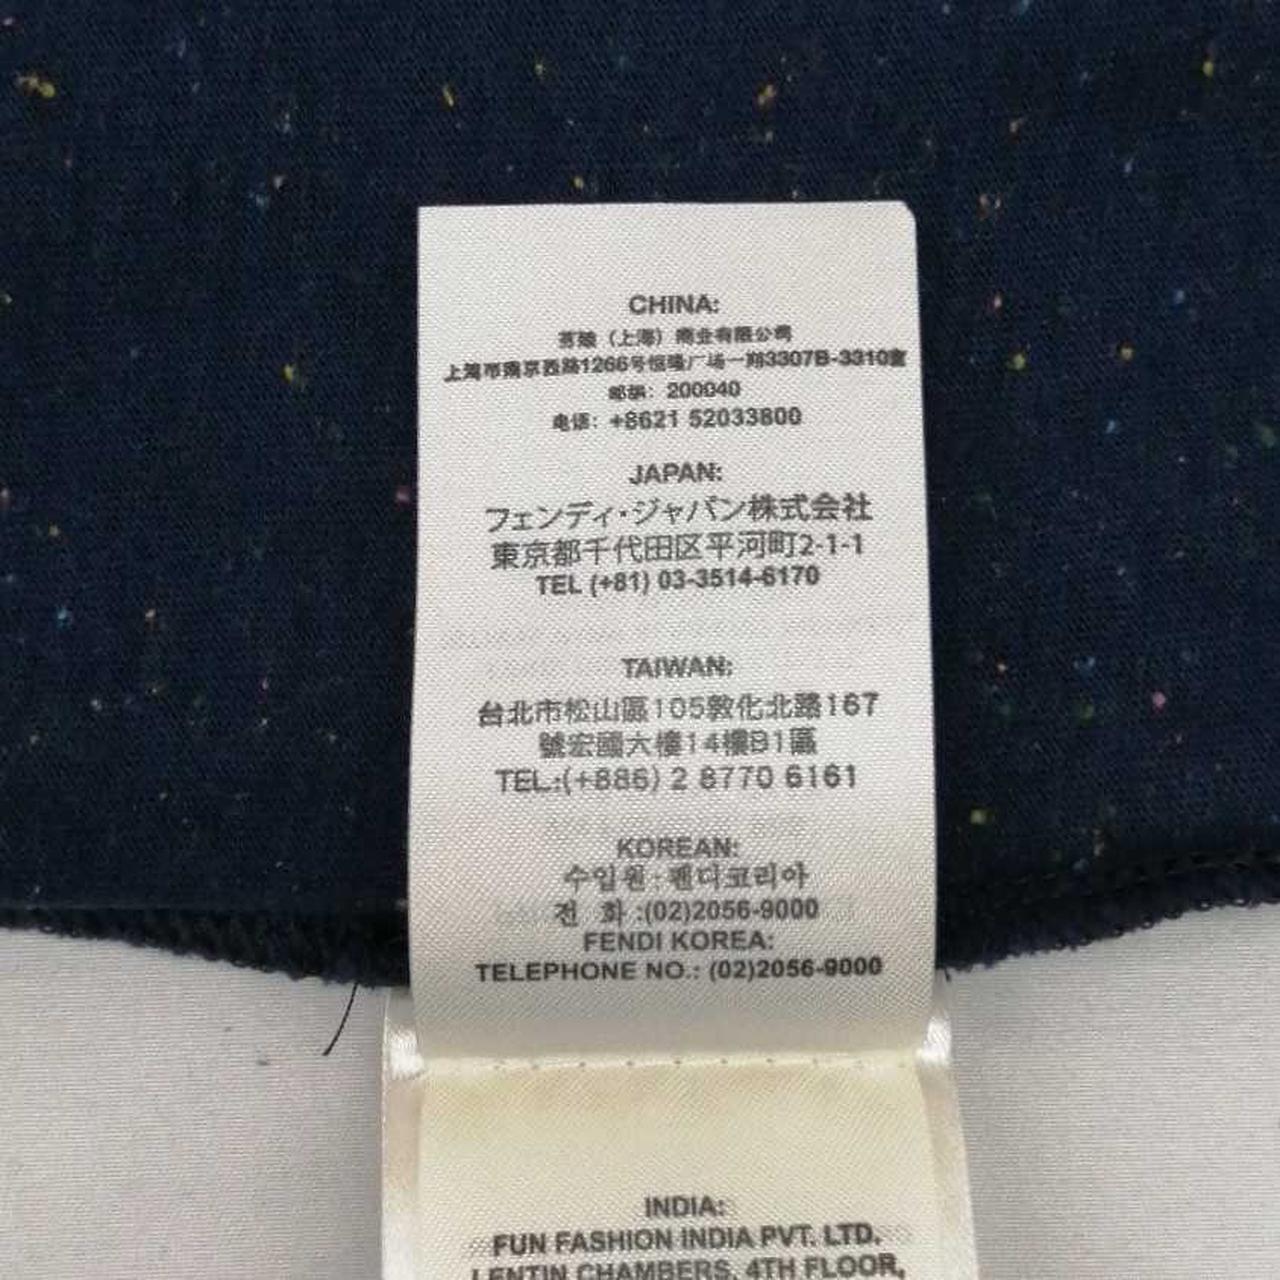 CHINA:
芬迪（上海）商业有限公司
上海市南京西路1266号恒隆广场一期3307B-3310室
邮编: 200040
电话: +8621 52033800
JAPAN:
フェンディ・ジャパン株式会社
東京都千代田区平河町2-1-1
TEL (+81) 03-3514-6170
TAIWAN:
台北市松山區105敦化北路167
號宏國大樓14樓B1區
TEL.:(+886) 2 8770 6161
KOREAN:
수입원 : 펜디코리아
전 화 :(02)2056-9000
FENDI KOREA:
TELEPHONE NO.: (02)2056-9000
INDIA:
FUN FASHION INDIA PVT. LTD.
LENTIN CHAMBERS, 4TH FLOOR,